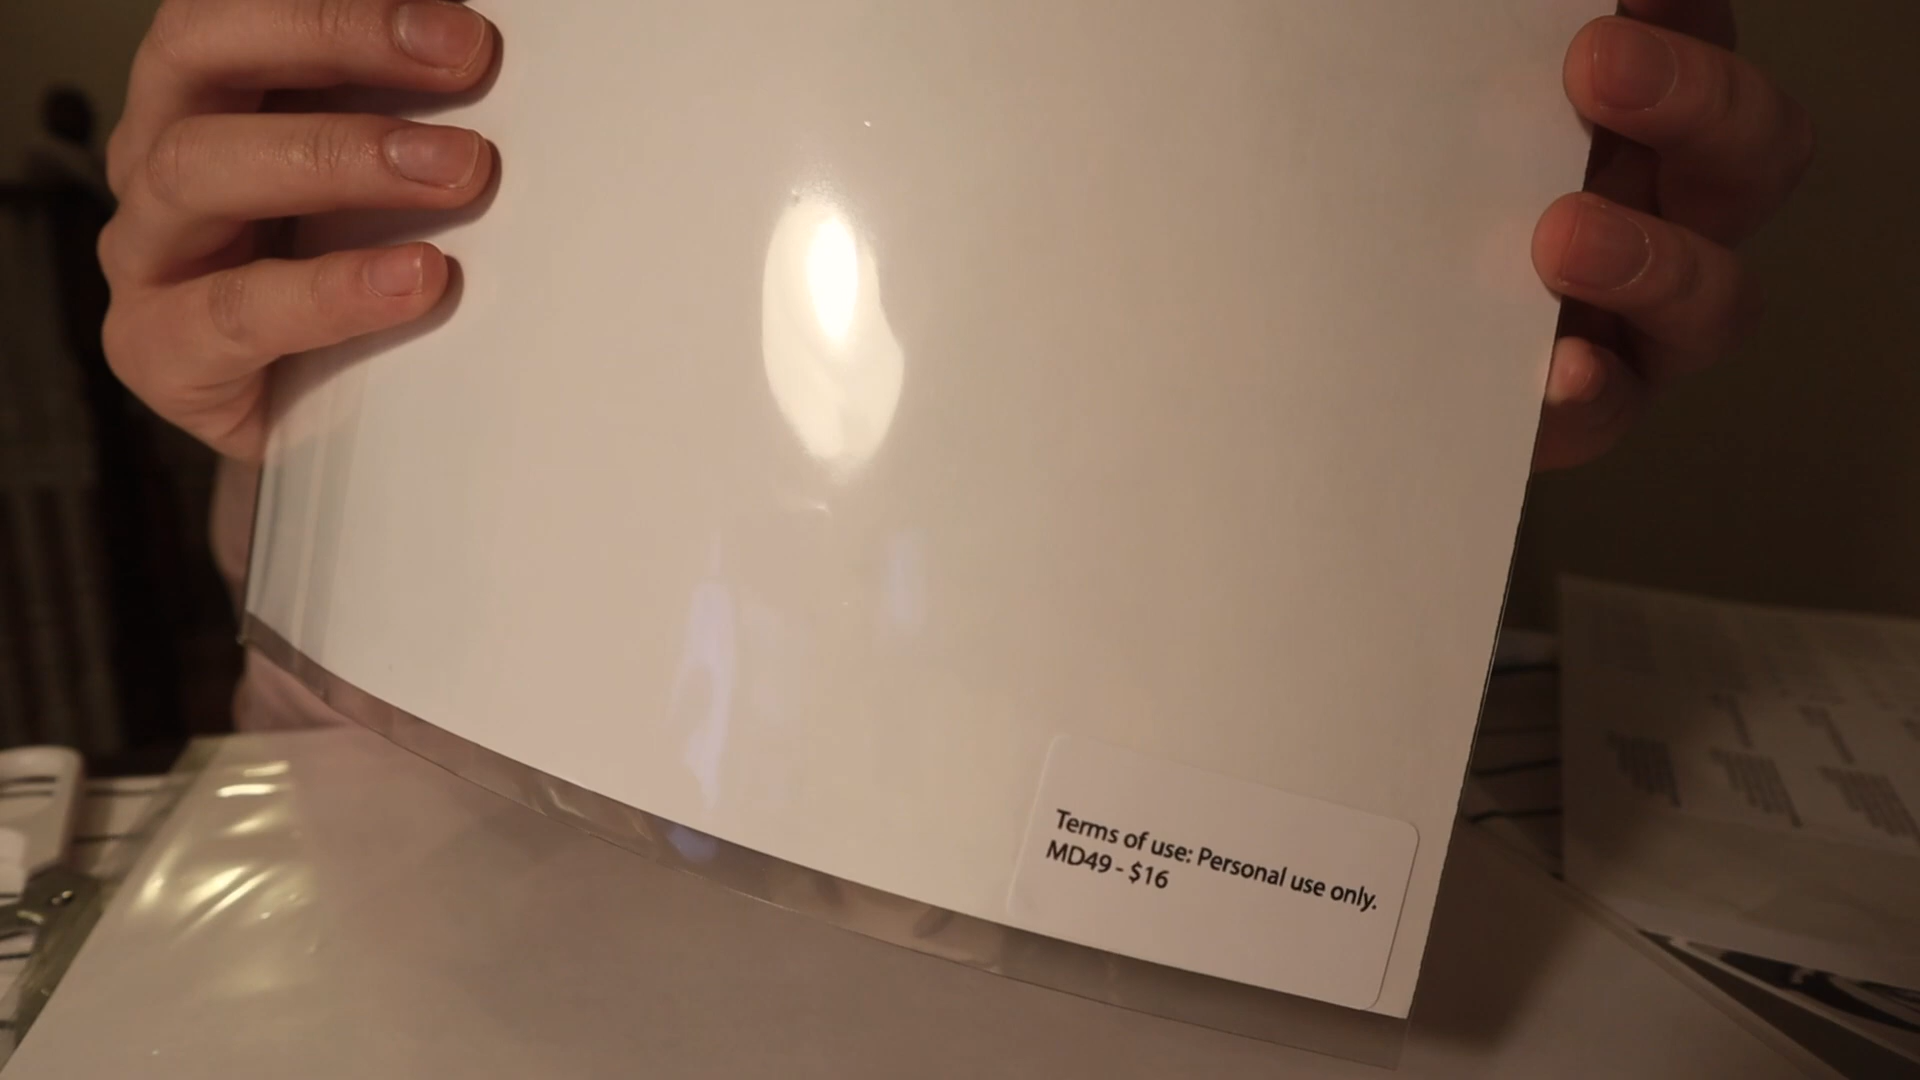 Terms of use: Personal use only.
MD49 - $16